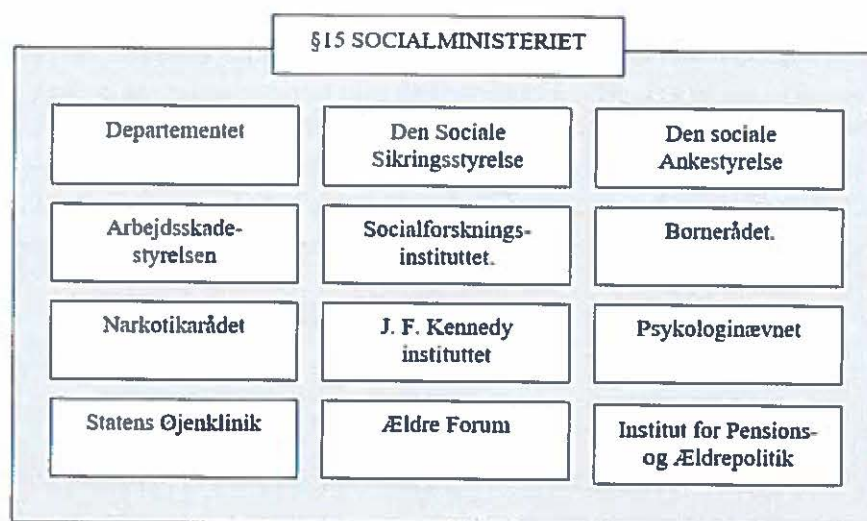 §15 SOCIALMINISTERIET
Departementet
Den Sociale
Sikringsstyrelse
Den sociale
Ankestyrelse
Arbejdsskade-
styrelsen
Socialforsknings-
instituttet.
Børnerådet.
Narkotikarådet
J. F. Kennedy
instituttet
Psykologinævnet
Statens Øjenklinik
Ældre Forum
Institut for Pensions-
og Ældrepolitik